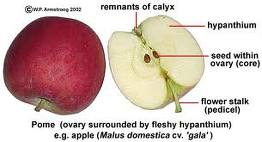 ©W.P. Armstrong 2002
remnants of calyx
hypanthium
seed within
ovary (core)
flower stalk
(pedicel)
Pome (ovary surrounded by fleshy hypanthium)
e.g. apple (Malus domestica cv. 'gala')